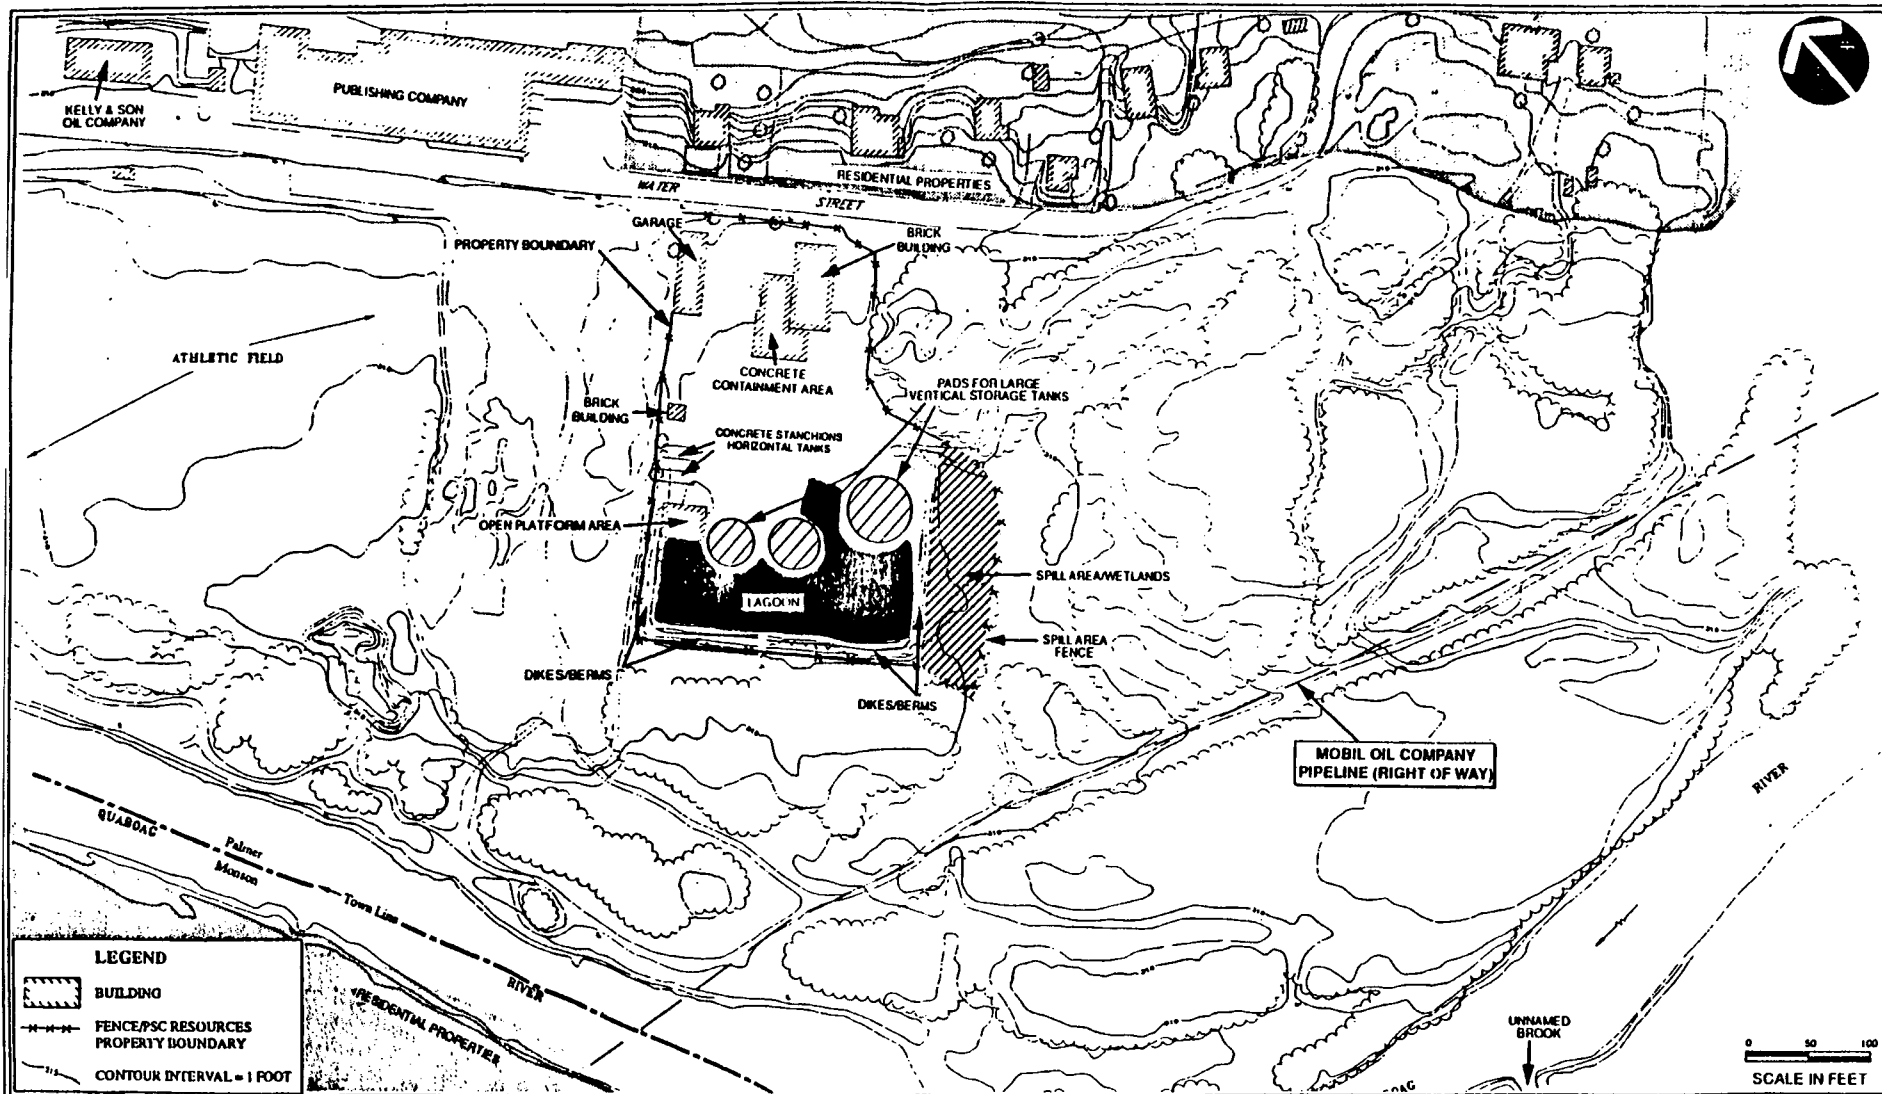 KELLY & SON
OIL COMPANY
PUBLISHING COMPANY
RESIDENTIAL PROPERTIES
WATER
STREET
GARAGE
PROPERTY BOUNDARY
BRICK
BUILDING
ATHLETIC FIELD
CONCRETE
CONTAINMENT AREA
PADS FOR LARGE
VERTICAL STORAGE TANKS
BRICK
BUILDING
CONCRETE STANCHIONS
HORIZONTAL TANKS
OPEN PLATFORM AREA
SPILL AREA/WETLANDS
LAGOON
SPILL AREA
FENCE
DIKES/BERMS
DIKES/BERMS
MOBIL OIL COMPANY
PIPELINE (RIGHT OF WAY)
RIVER
QUABOAG
Palmer
Monson
Town Line
RIVER
RESIDENTIAL PROPERTIES
UNNAMED
BROOK
LEGEND
BUILDING
FENCE/PSC RESOURCES
PROPERTY BOUNDARY
CONTOUR INTERVAL = 1 FOOT
0 50 100
SCALE IN FEET